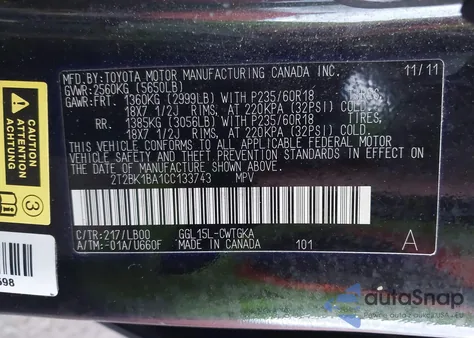 MFD.BY: TOYOTA MOTOR MANUFACTURING CANADA INC. 11/11
GVWR: 2560KG (5650LB)
GAWR: FRT. 1360KG (2999LB) WITH P235/60R18 TIRES,
18X7 1/2J RIMS, AT 220KPA (32PSI) COLD.
RR. 1385KG (3056LB) WITH P235/60R18 TIRES,
18X7 1/2J RIMS, AT 220KPA (32PSI) COLD.
THIS VEHICLE CONFORMS TO ALL APPLICABLE FEDERAL MOTOR
VEHICLE SAFETY AND THEFT PREVENTION STANDARDS IN EFFECT ON
THE DATE OF MANUFACTURE SHOWN ABOVE.
2T2BK1BA1CC133743 MPV
C/TR: 217/LB00 GGL15L-CWTGKA
A/TM: -01A/U660F MADE IN CANADA 101 A
3
598
autoSnap